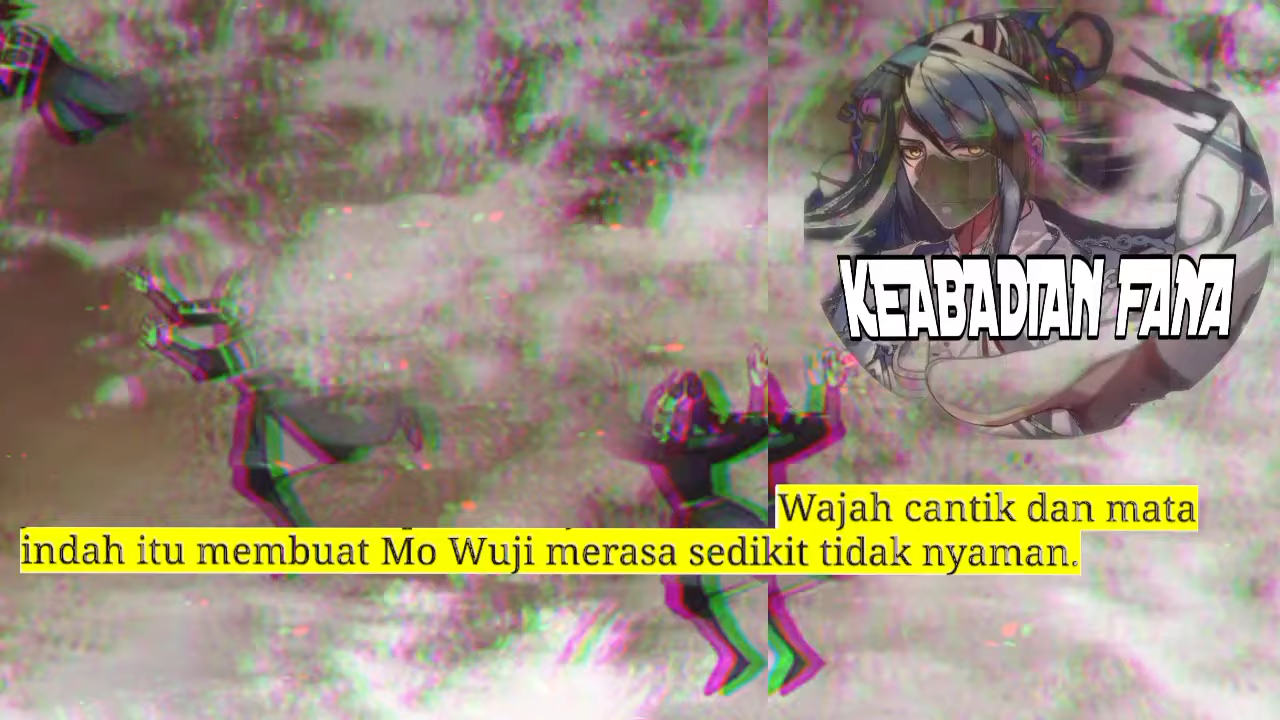 KEABADIAN FANA
Wajah cantik dan mata
indah itu membuat Mo Wuji merasa sedikit tidak nyaman.